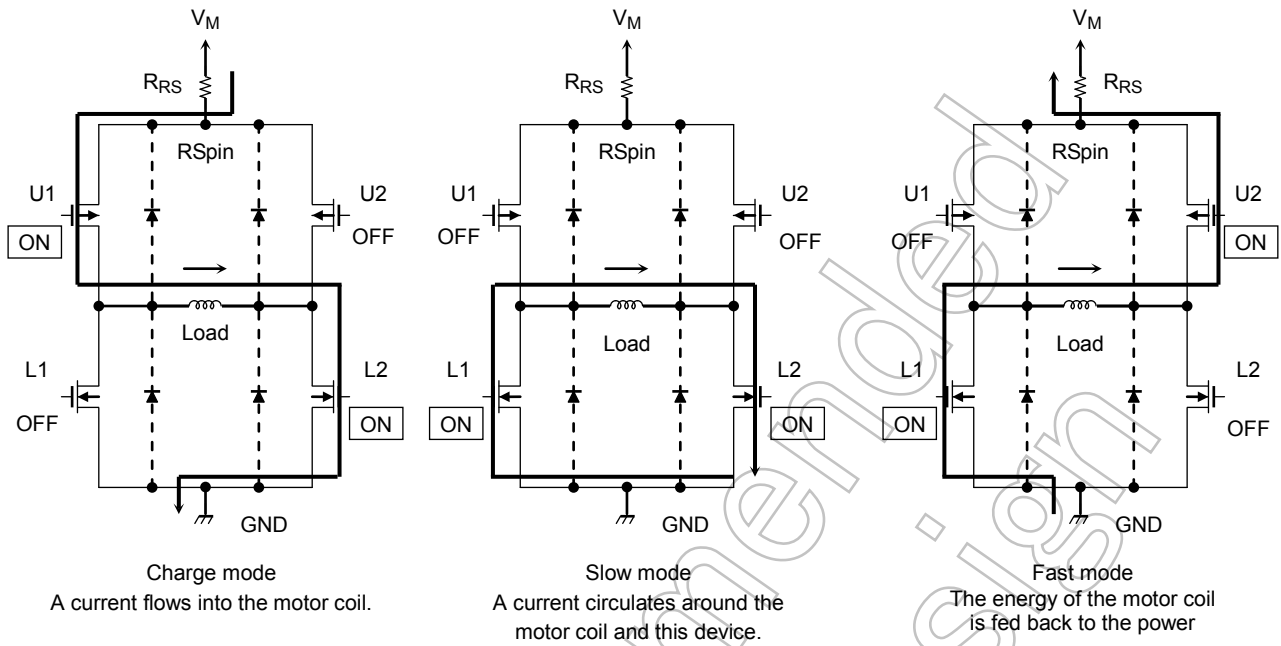 VM
RRS
RSpin
U1
ON
U2
OFF
Load
L1
OFF
L2
ON
GND
Charge mode
A current flows into the motor coil.
VM
RRS
RSpin
U1
OFF
U2
OFF
Load
L1
ON
L2
ON
GND
Slow mode
A current circulates around the
motor coil and this device.
VM
RRS
RSpin
U1
OFF
U2
ON
Load
L1
ON
L2
OFF
GND
Fast mode
The energy of the motor coil
is fed back to the power
mmended
sign